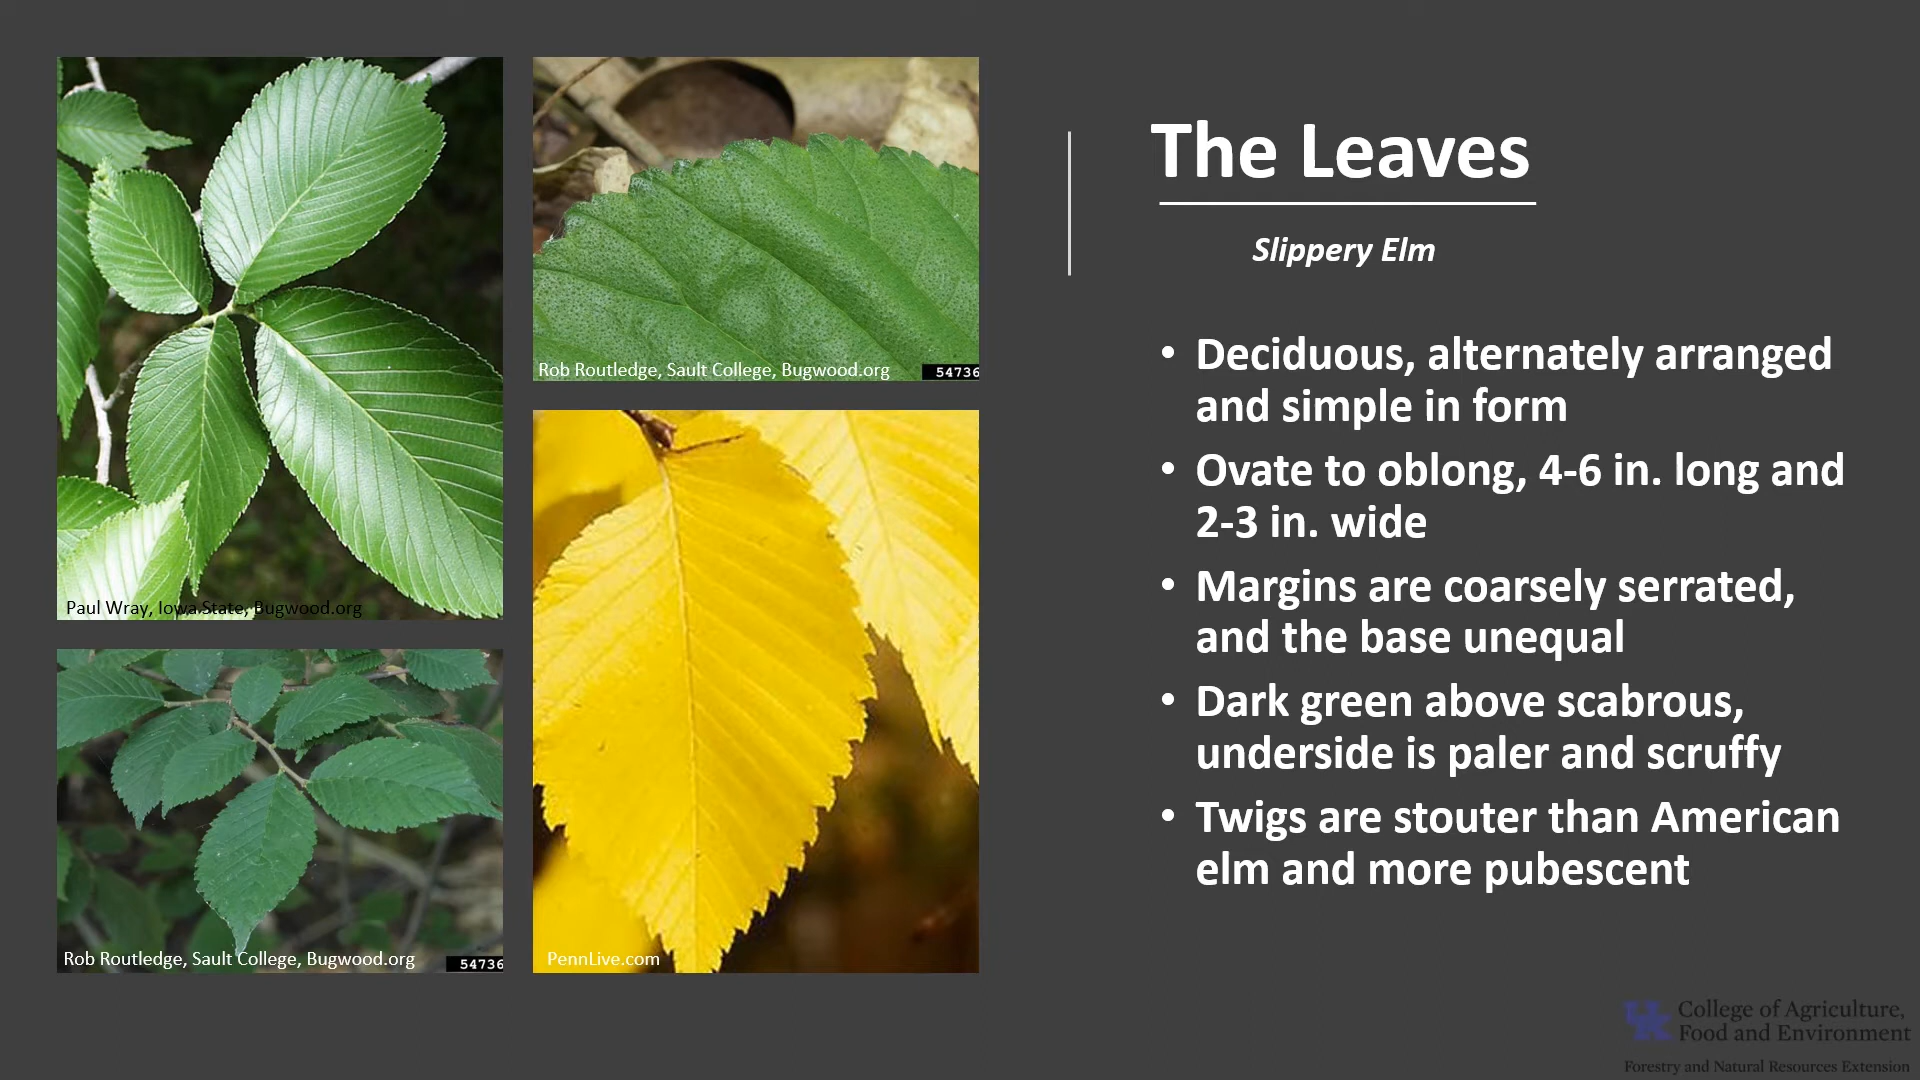 The Leaves
Slippery Elm
• Deciduous, alternately arranged
and simple in form
• Ovate to oblong, 4-6 in. long and
2-3 in. wide
• Margins are coarsely serrated,
and the base unequal
• Dark green above scabrous,
underside is paler and scruffy
• Twigs are stouter than American
elm and more pubescent
Paul Wray, Iowa State, Bugwood.org
Rob Routledge, Sault College, Bugwood.org
54736
Rob Routledge, Sault College, Bugwood.org
54736
PennLive.com
UK
College of Agriculture,
Food and Environment
Forestry and Natural Resources Extension